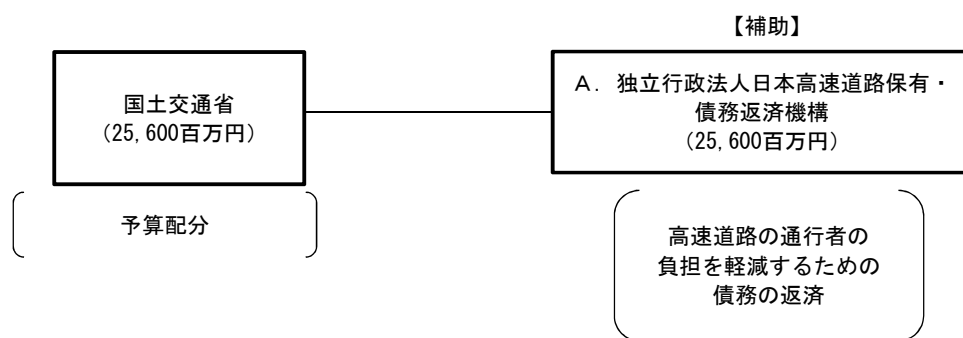 【補助】
国土交通省
（25,600百万円）
Ａ．独立行政法人日本高速道路保有・
債務返済機構
（25,600百万円）
予算配分
高速道路の通行者の
負担を軽減するための
債務の返済